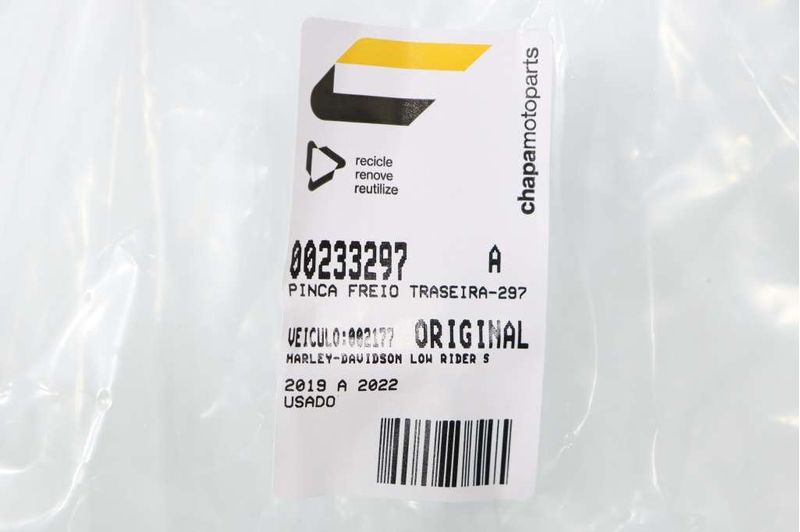 chapamotoparts
recicle
renove
reutilize
00233297 A
PINCA FREIO TRASEIRA-297
VEICULO:002177 ORIGINAL
HARLEY-DAVIDSON LOW RIDER S
2019 A 2022
USADO